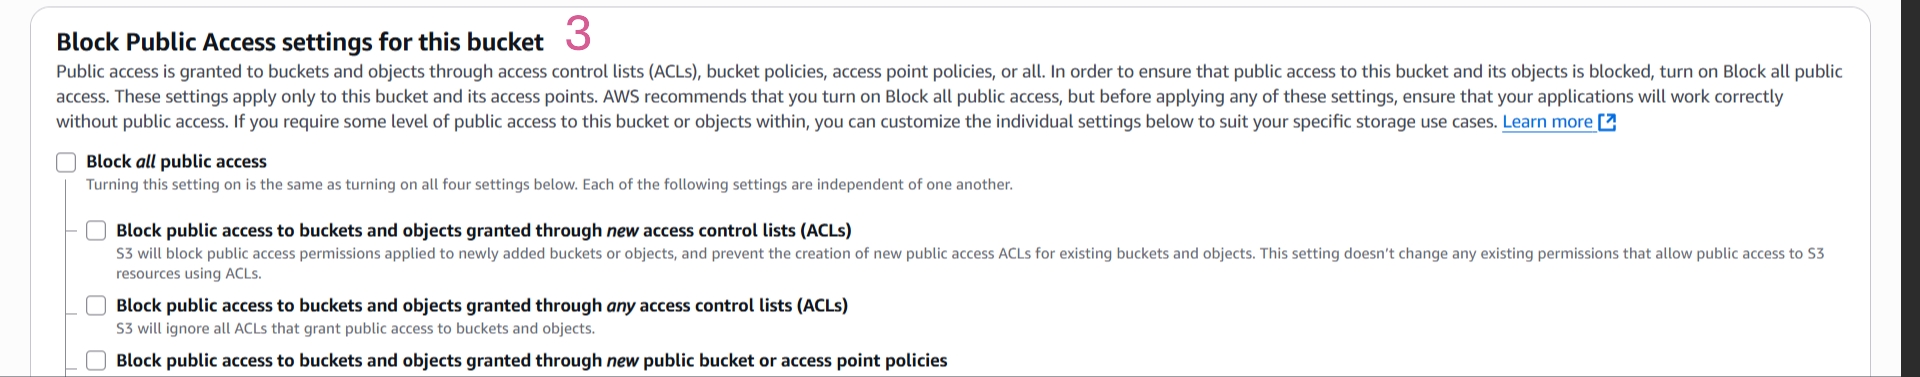 Block Public Access settings for this bucket 3
Public access is granted to buckets and objects through access control lists (ACLs), bucket policies, access point policies, or all. In order to ensure that public access to this bucket and its objects is blocked, turn on Block all public
access. These settings apply only to this bucket and its access points. AWS recommends that you turn on Block all public access, but before applying any of these settings, ensure that your applications will work correctly
without public access. If you require some level of public access to this bucket or objects within, you can customize the individual settings below to suit your specific storage use cases. Learn more
Block all public access
Turning this setting on is the same as turning on all four settings below. Each of the following settings are independent of one another.
Block public access to buckets and objects granted through new access control lists (ACLs)
S3 will block public access permissions applied to newly added buckets or objects, and prevent the creation of new public access ACLs for existing buckets and objects. This setting doesn't change any existing permissions that allow public access to S3
resources using ACLs.
Block public access to buckets and objects granted through any access control lists (ACLs)
S3 will ignore all ACLs that grant public access to buckets and objects.
Block public access to buckets and objects granted through new public bucket or access point policies